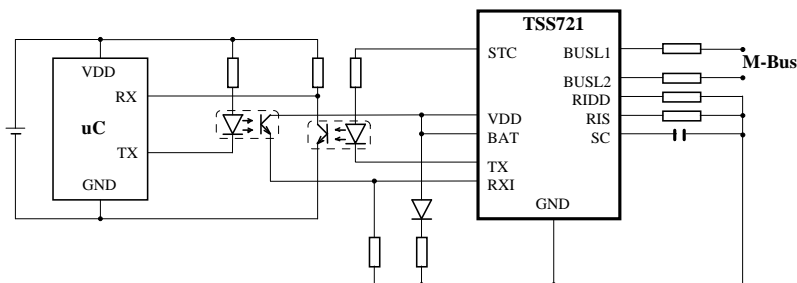 TSS721
STC
BUSL1
M-Bus
VDD
BUSL2
RX
RIDD
uC
VDD
RIS
BAT
SC
TX
TX
RXI
GND
GND